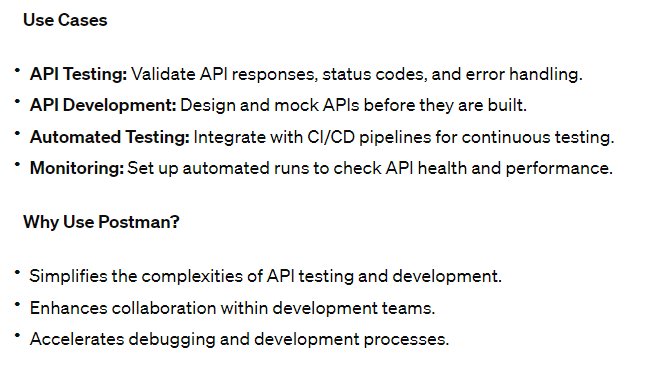 Use Cases
• API Testing: Validate API responses, status codes, and error handling.
• API Development: Design and mock APIs before they are built.
• Automated Testing: Integrate with CI/CD pipelines for continuous testing.
• Monitoring: Set up automated runs to check API health and performance.
Why Use Postman?
• Simplifies the complexities of API testing and development.
• Enhances collaboration within development teams.
• Accelerates debugging and development processes.